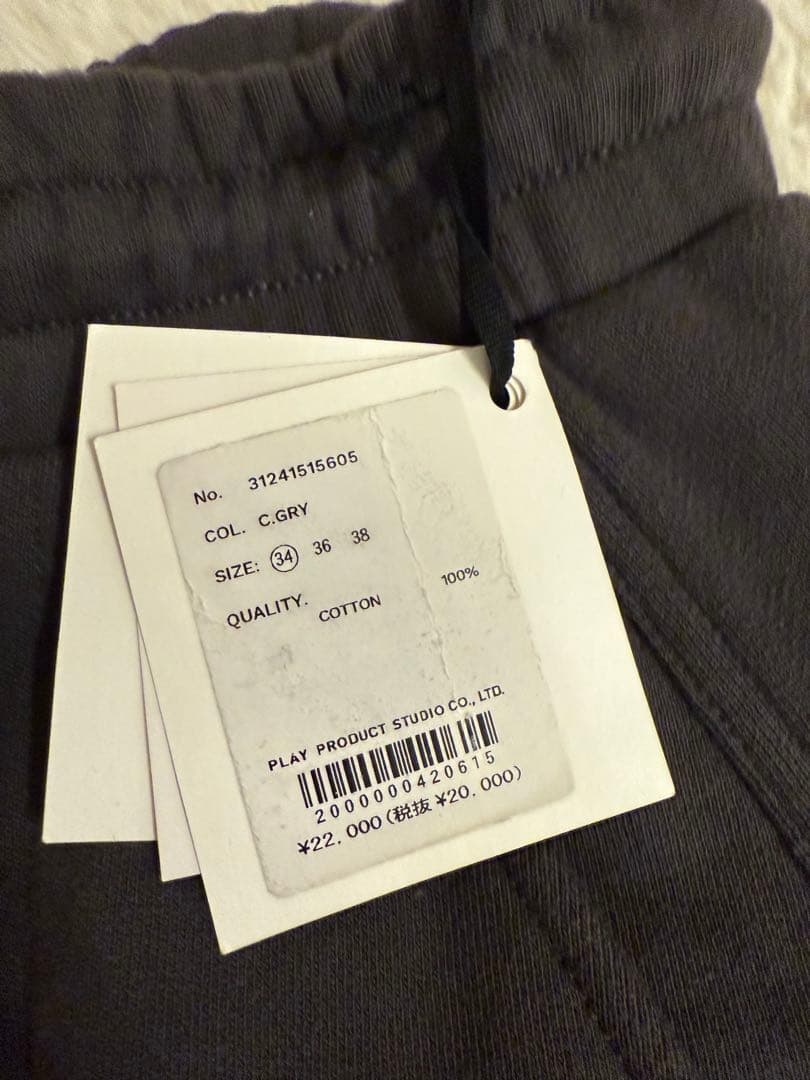 No. 31241515605
COL. C.GRY
SIZE: 34 36 38
QUALITY. COTTON 100%
PLAY PRODUCT STUDIO CO., LTD.
2000000420615
¥22.000(税抜¥20.000)